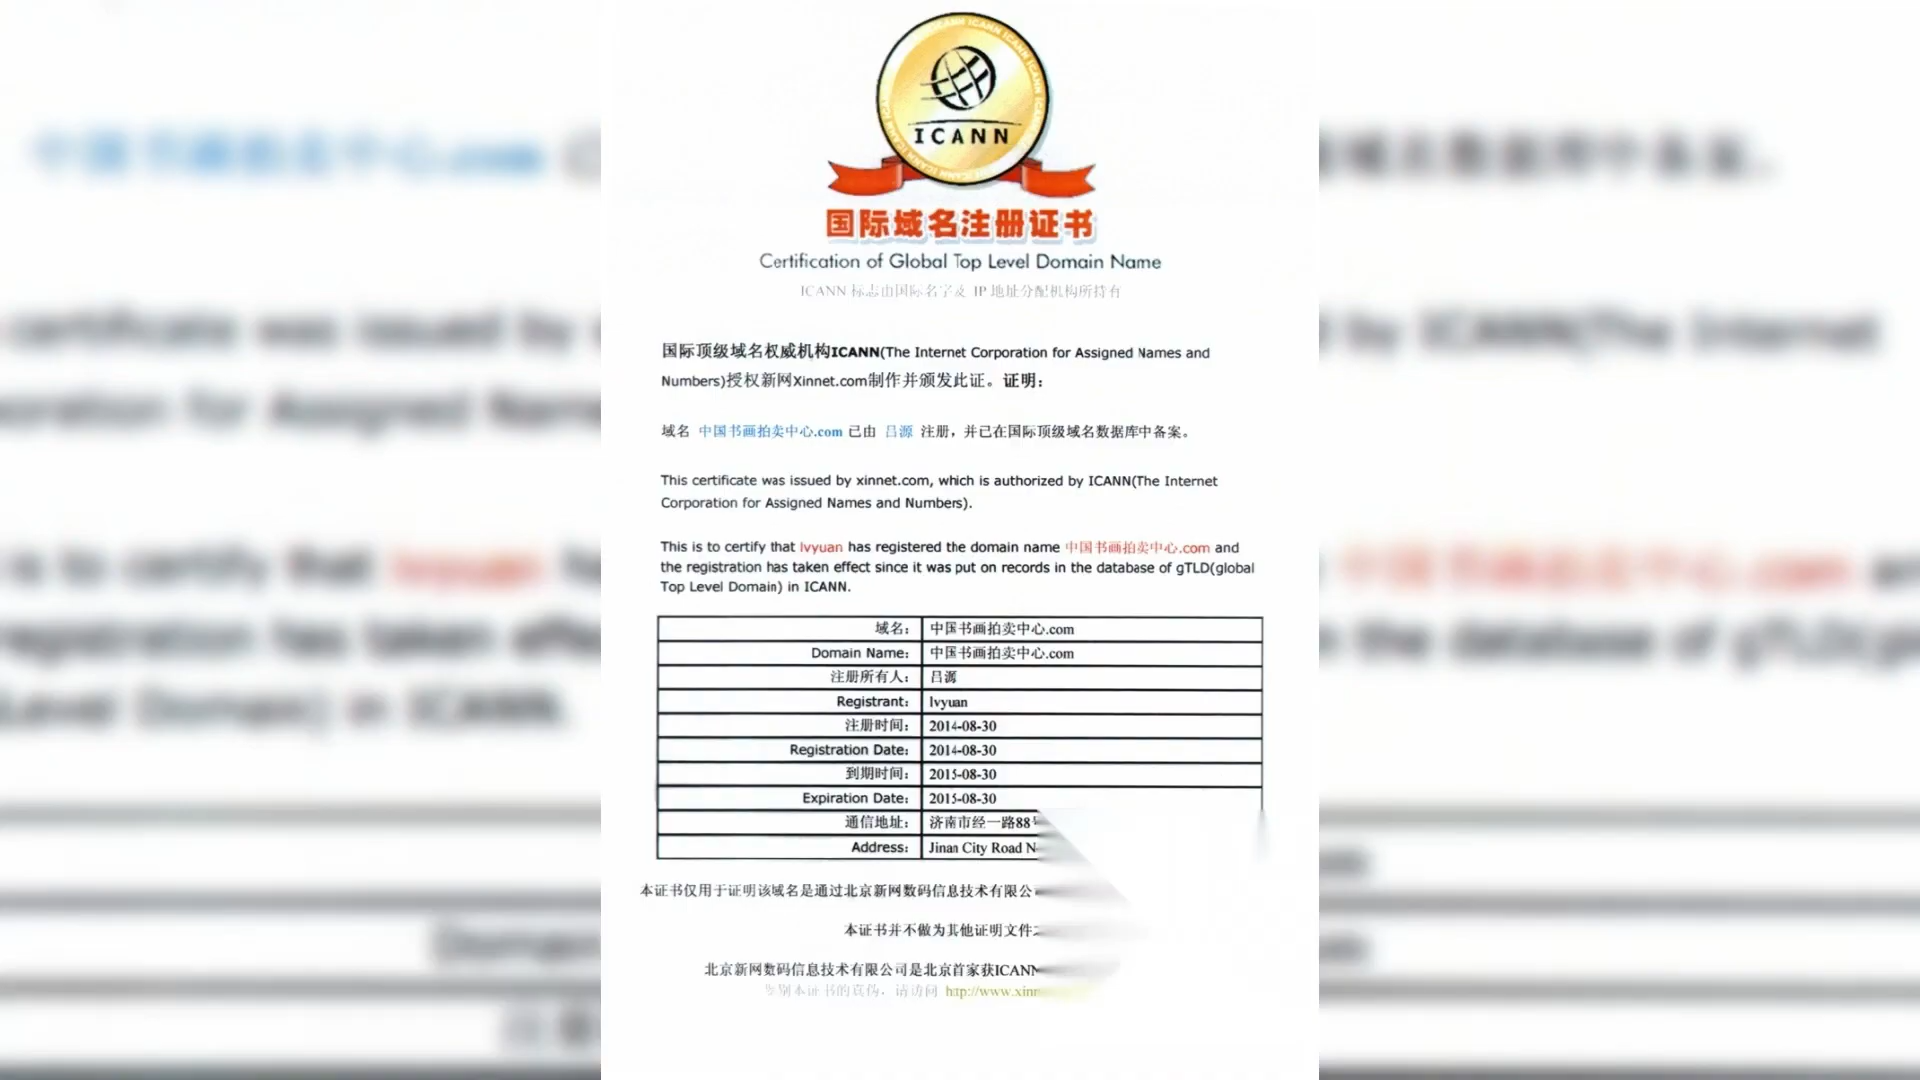 ICANN
国际域名注册证书
Certification of Global Top Level Domain Name
ICANN 标志由国际名字及 IP 地址分配机构所持有
国际顶级域名权威机构ICANN(The Internet Corporation for Assigned Names and
Numbers)授权新网Xinnet.com制作并颁发此证。证明：
域名 中国书画拍卖中心.com 已由 吕源 注册，并已在国际顶级域名数据库中备案。
This certificate was issued by xinnet.com, which is authorized by ICANN(The Internet
Corporation for Assigned Names and Numbers).
This is to certify that lvyuan has registered the domain name 中国书画拍卖中心.com and
the registration has taken effect since it was put on records in the database of gTLD(global
Top Level Domain) in ICANN.
域名： 中国书画拍卖中心.com
Domain Name: 中国书画拍卖中心.com
注册所有人： 吕源
Registrant: lvyuan
注册时间： 2014-08-30
Registration Date: 2014-08-30
到期时间： 2015-08-30
Expiration Date: 2015-08-30
通信地址： 济南市经一路88
Address: Jinan City Road
本证书仅用于证明该域名是通过北京新网数码信息技术有限公
本证书并不做为其他证明文件
北京新网数码信息技术有限公司是北京首家获ICANN
别本证书的真伪，请访问 http://www.xinn